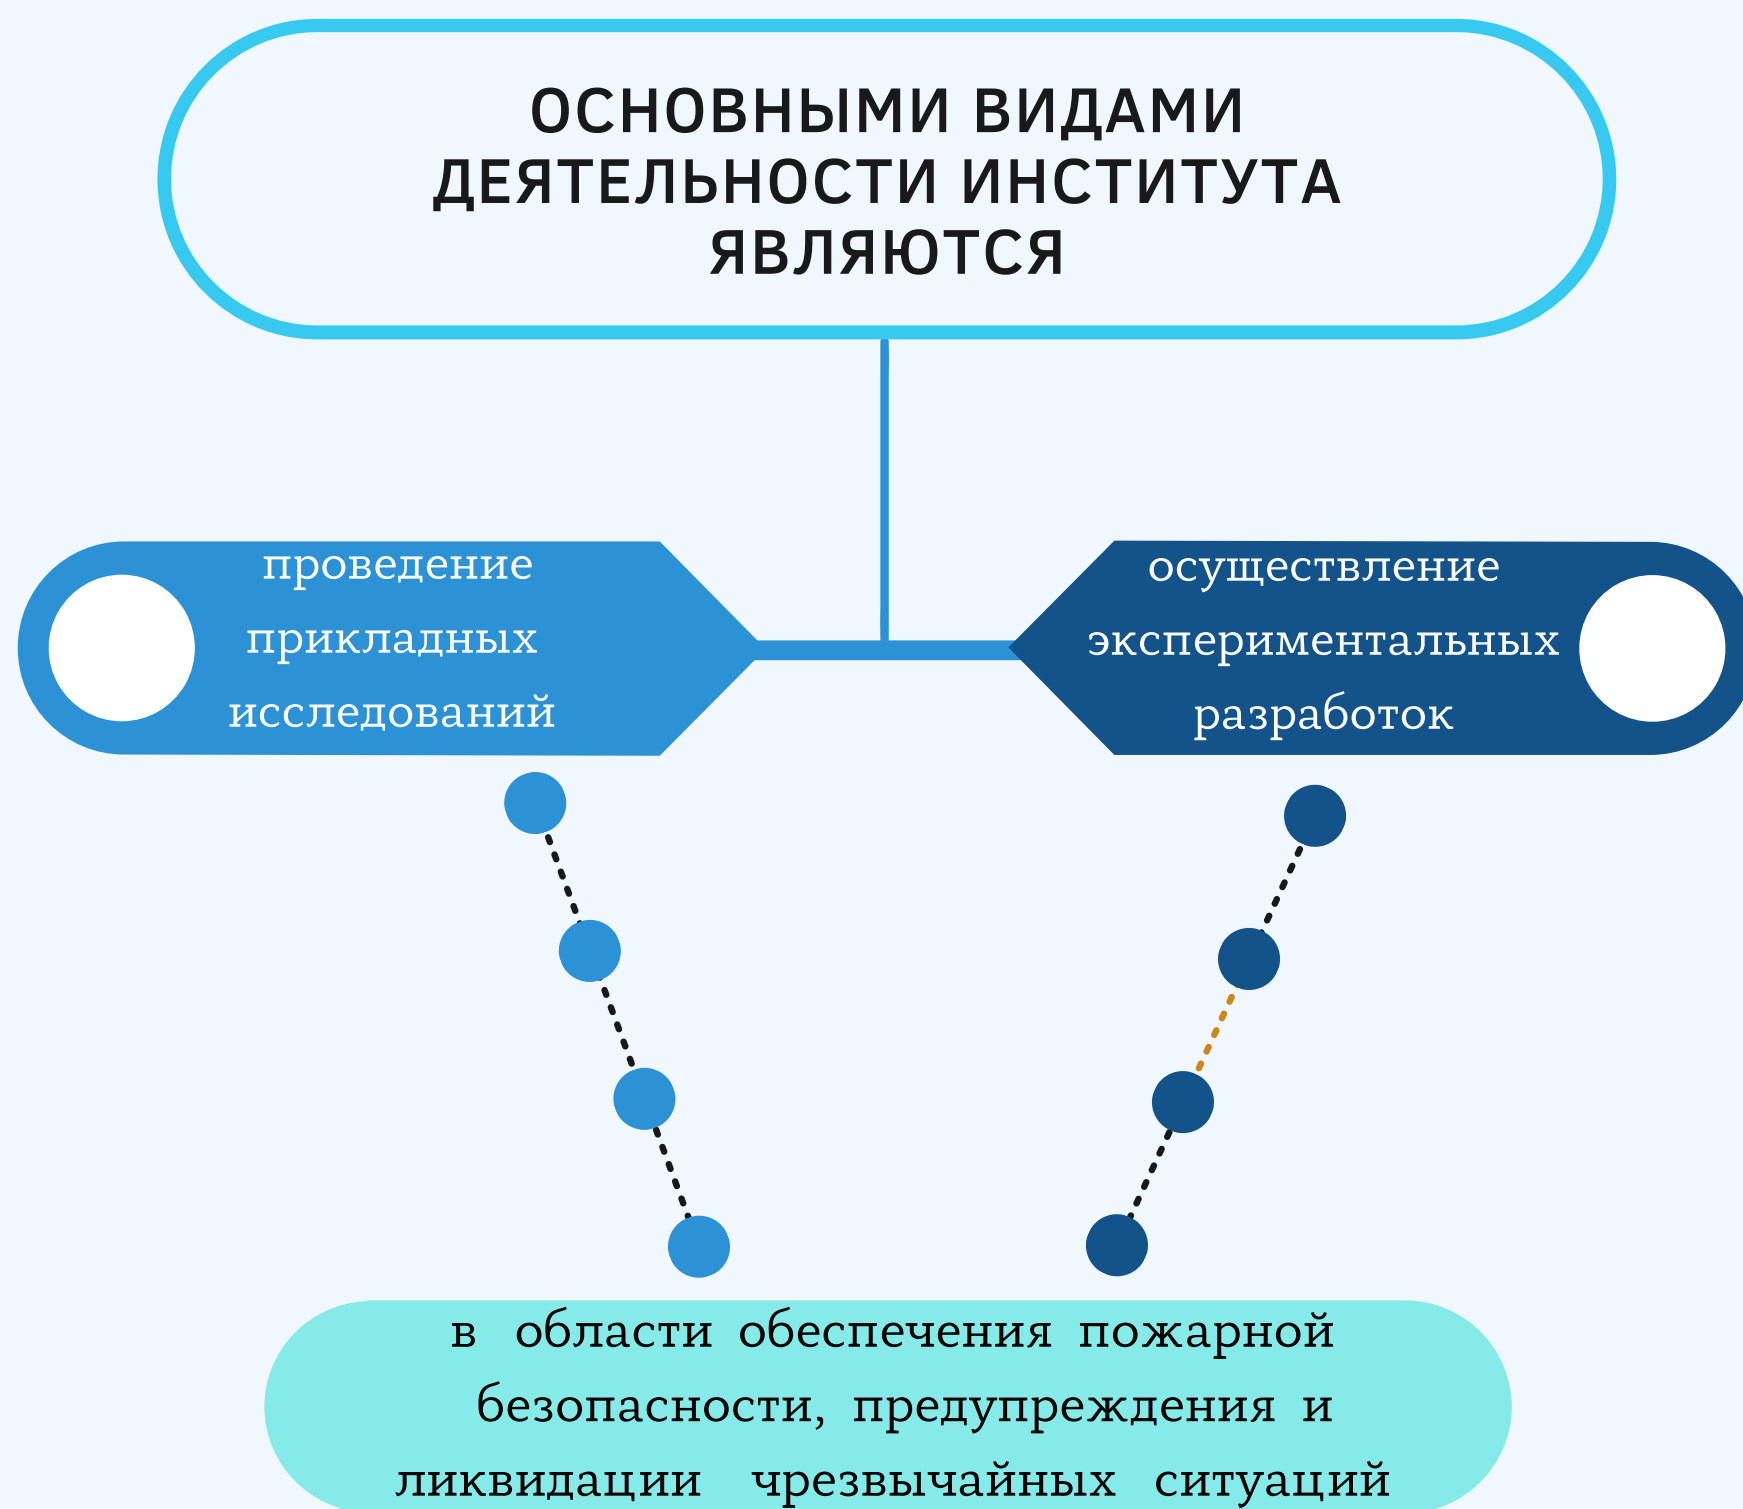 ОСНОВНЫМИ ВИДАМИ
ДЕЯТЕЛЬНОСТИ ИНСТИТУТА
ЯВЛЯЮТСЯ
проведение
прикладных
исследований
осуществление
экспериментальных
разработок
в области обеспечения пожарной
безопасности, предупреждения и
ликвидации чрезвычайных ситуаций